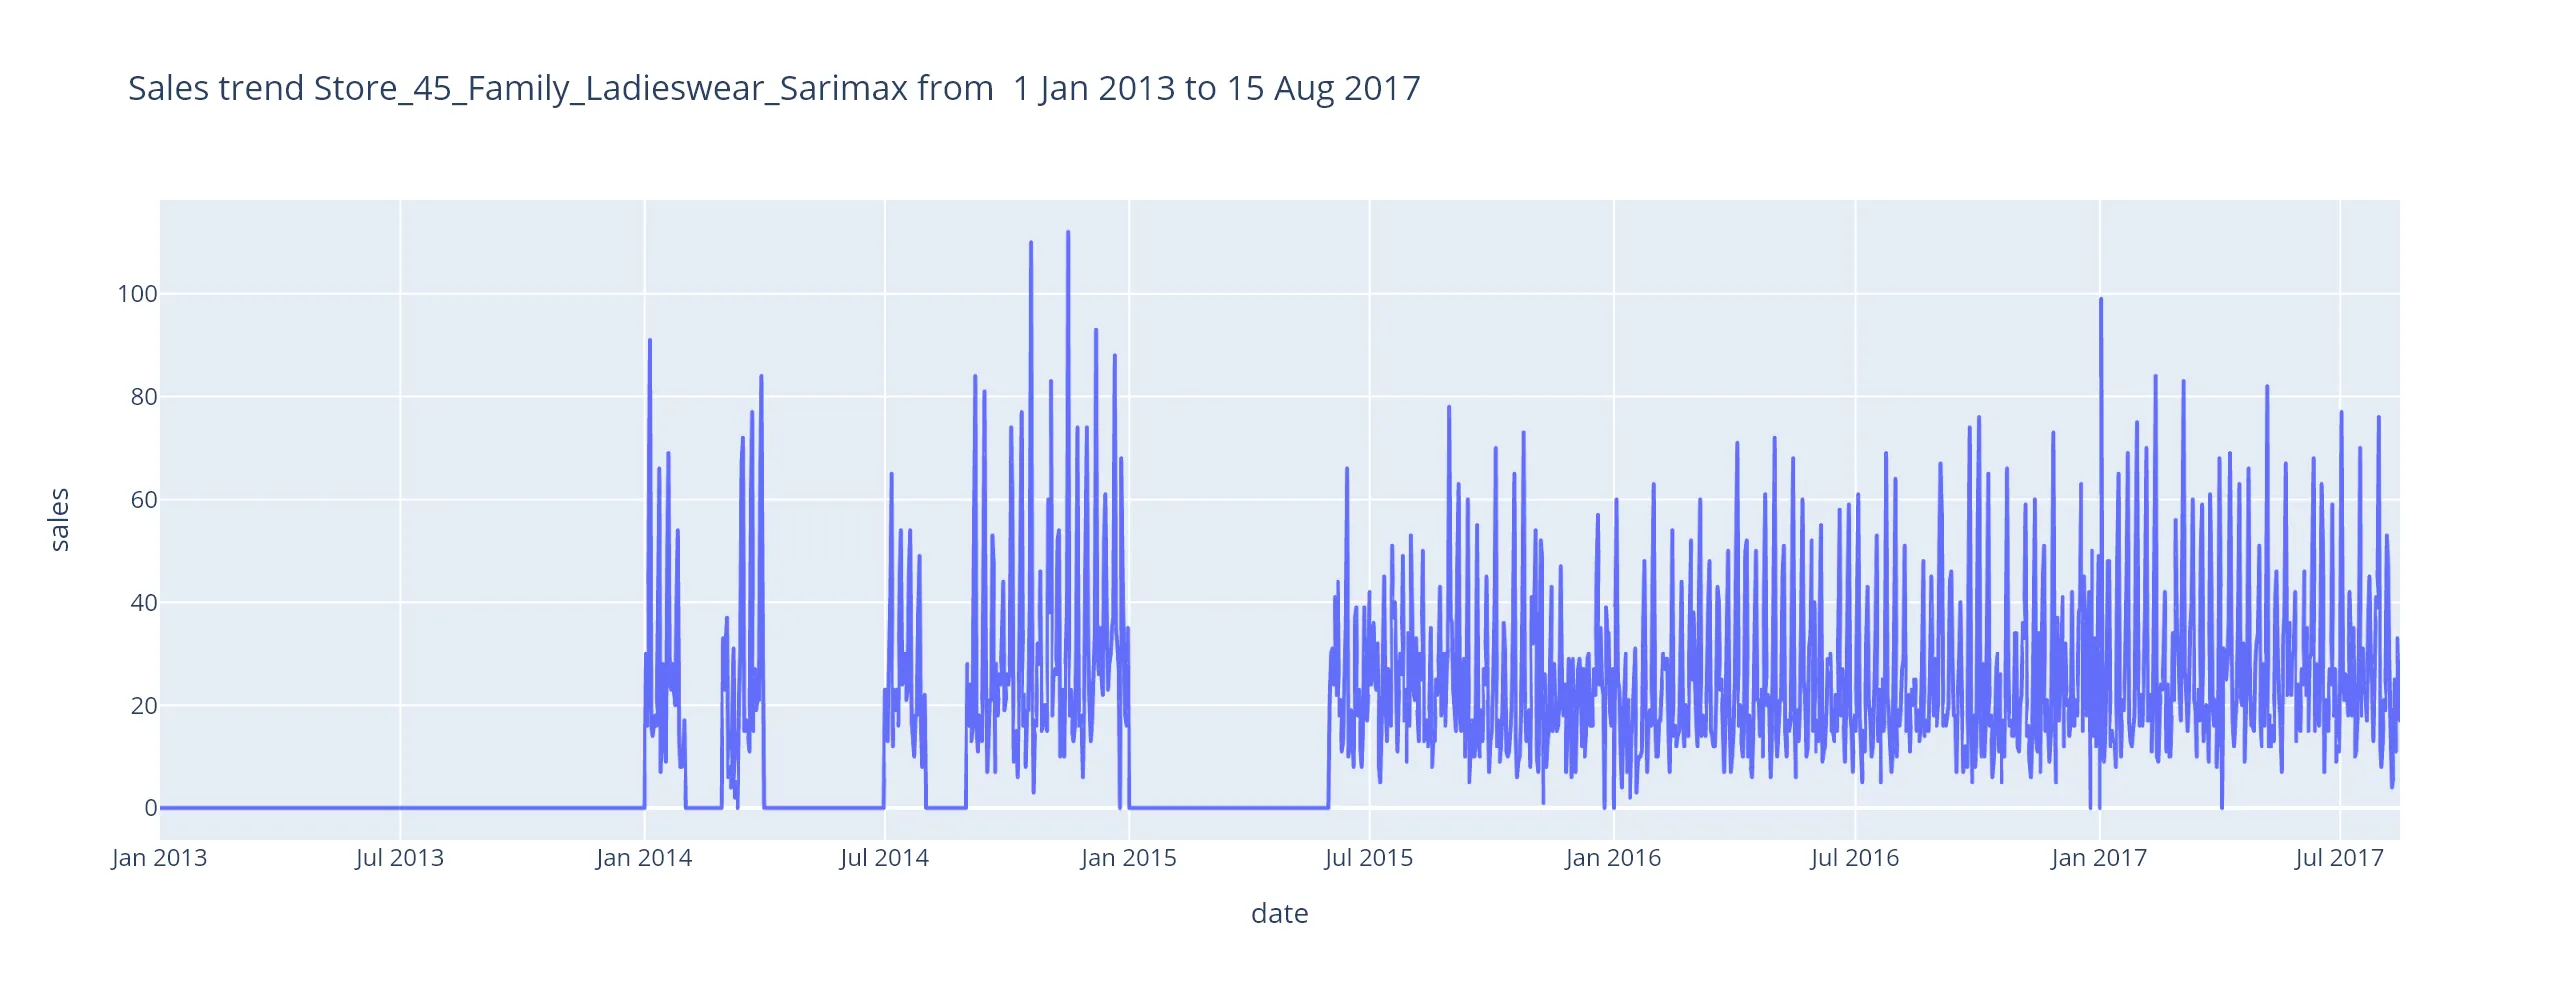 Sales trend Store_45_Family_Ladieswear_Sarimax from  1 Jan 2013 to 15 Aug 2017
100
80
60
40
20
0
sales
Jan 2013 Jul 2013 Jan 2014 Jul 2014 Jan 2015 Jul 2015 Jan 2016 Jul 2016 Jan 2017 Jul 2017
date